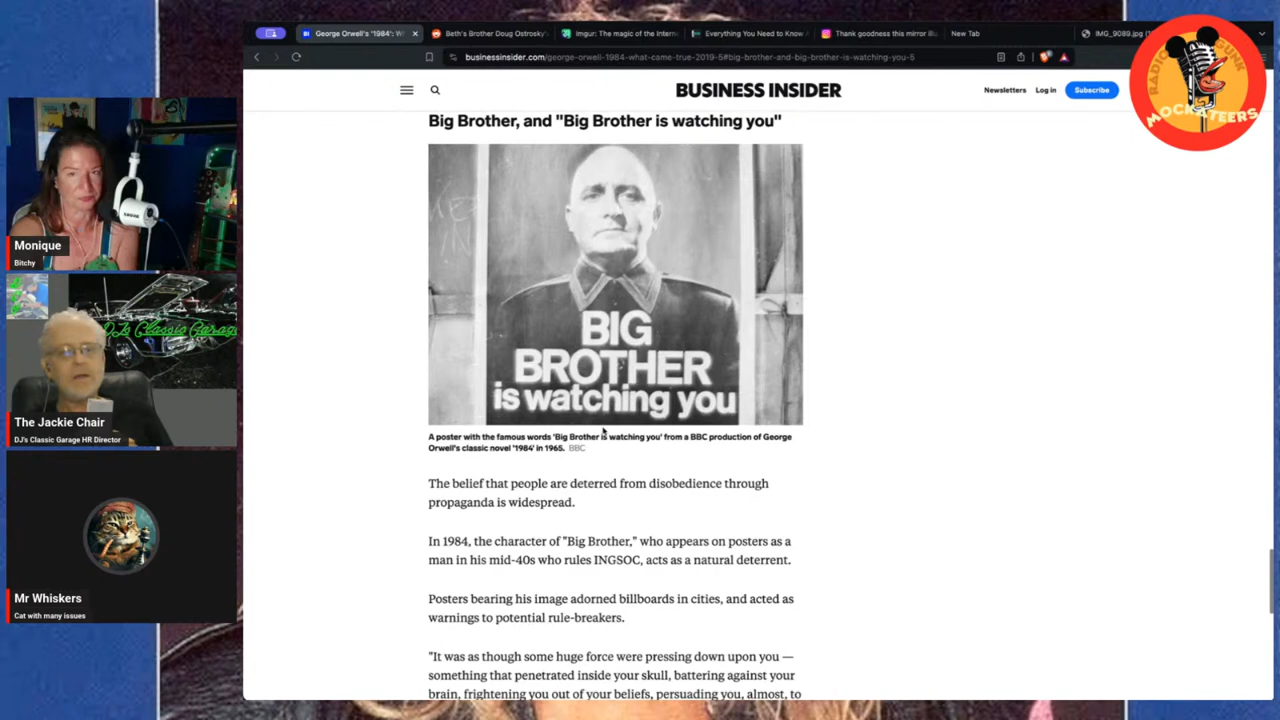 George Orwell's '1984': W
Beth's Brother Doug Ostrosky'
Imgur: The magic of the Intern
Everything You Need to Know
Thank goodness this mirror
New Tab
IMG_9089.jpg
businessinsider.com/george-orwell-1984-what-came-true-2019-5#big-brother-and-big-brother-is-watching-you-5
RADIO GUNK
MOCKATEERS
BUSINESS INSIDER
Newsletters
Log in
Subscribe
Big Brother, and "Big Brother is watching you"
BIG
BROTHER
is watching you
A poster with the famous words 'Big Brother is watching you' from a BBC production of George
Orwell's classic novel '1984' in 1965. BBC
The belief that people are deterred from disobedience through
propaganda is widespread.
In 1984, the character of "Big Brother," who appears on posters as a
man in his mid-40s who rules INGSOC, acts as a natural deterrent.
Posters bearing his image adorned billboards in cities, and acted as
warnings to potential rule-breakers.
"It was as though some huge force were pressing down upon you —
something that penetrated inside your skull, battering against your
brain, frightening you out of your beliefs, persuading you, almost, to
Monique
Bitchy
DJs Classic Garage
The Jackie Chair
DJ's Classic Garage HR Director
Mr Whiskers
Cat with many issues